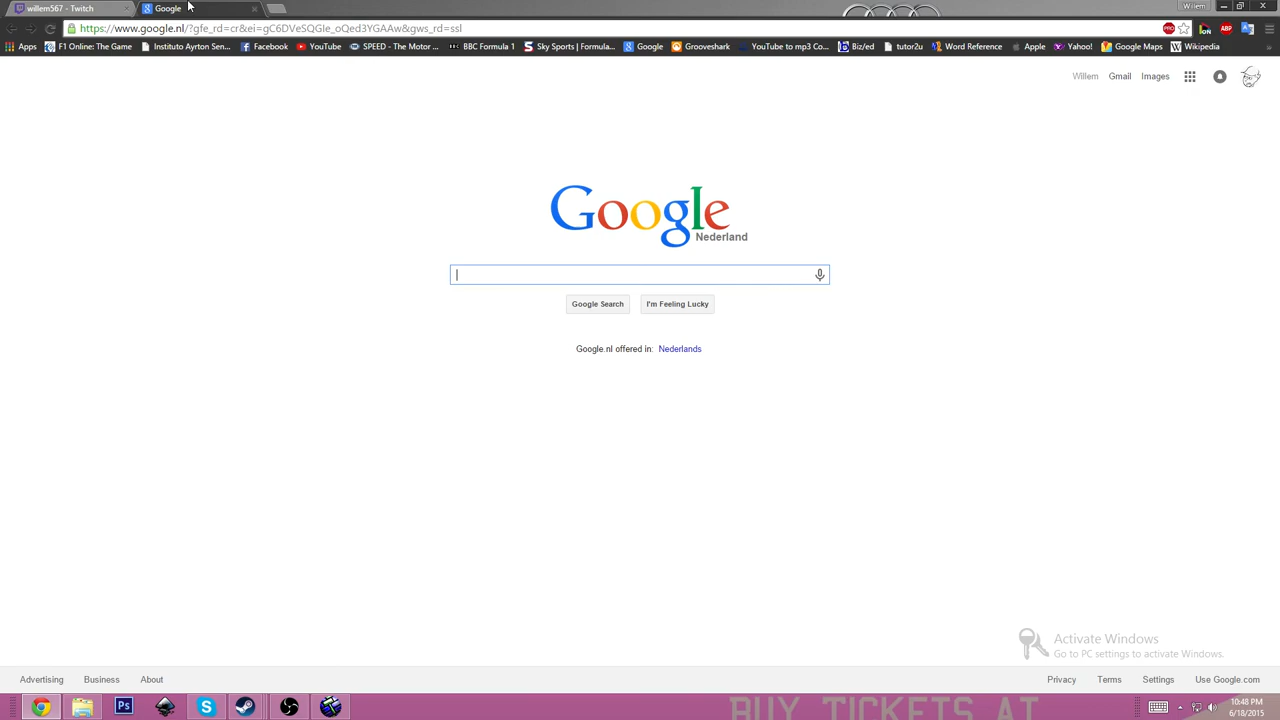 willem567 - Twitch
Google
Willem
https://www.google.nl/?gfe_rd=cr&ei=gC6DVeSQGIe_oQed3YGAAw&gws_rd=ssl
Apps
F1 Online: The Game
Instituto Ayrton Senn...
Facebook
YouTube
SPEED - The Motor ...
BBC Formula 1
Sky Sports | Formula...
Google
Grooveshark
YouTube to mp3 Co...
Biz/ed
tutor2u
Word Reference
Apple
Yahoo!
Google Maps
Wikipedia
Willem Gmail Images
Google
Nederland
Google Search
I'm Feeling Lucky
Google.nl offered in: Nederlands
Activate Windows
Go to PC settings to activate Windows.
Advertising Business About
Privacy Terms Settings Use Google.com
BUY TICKETS AT
10:48 PM
6/18/2015